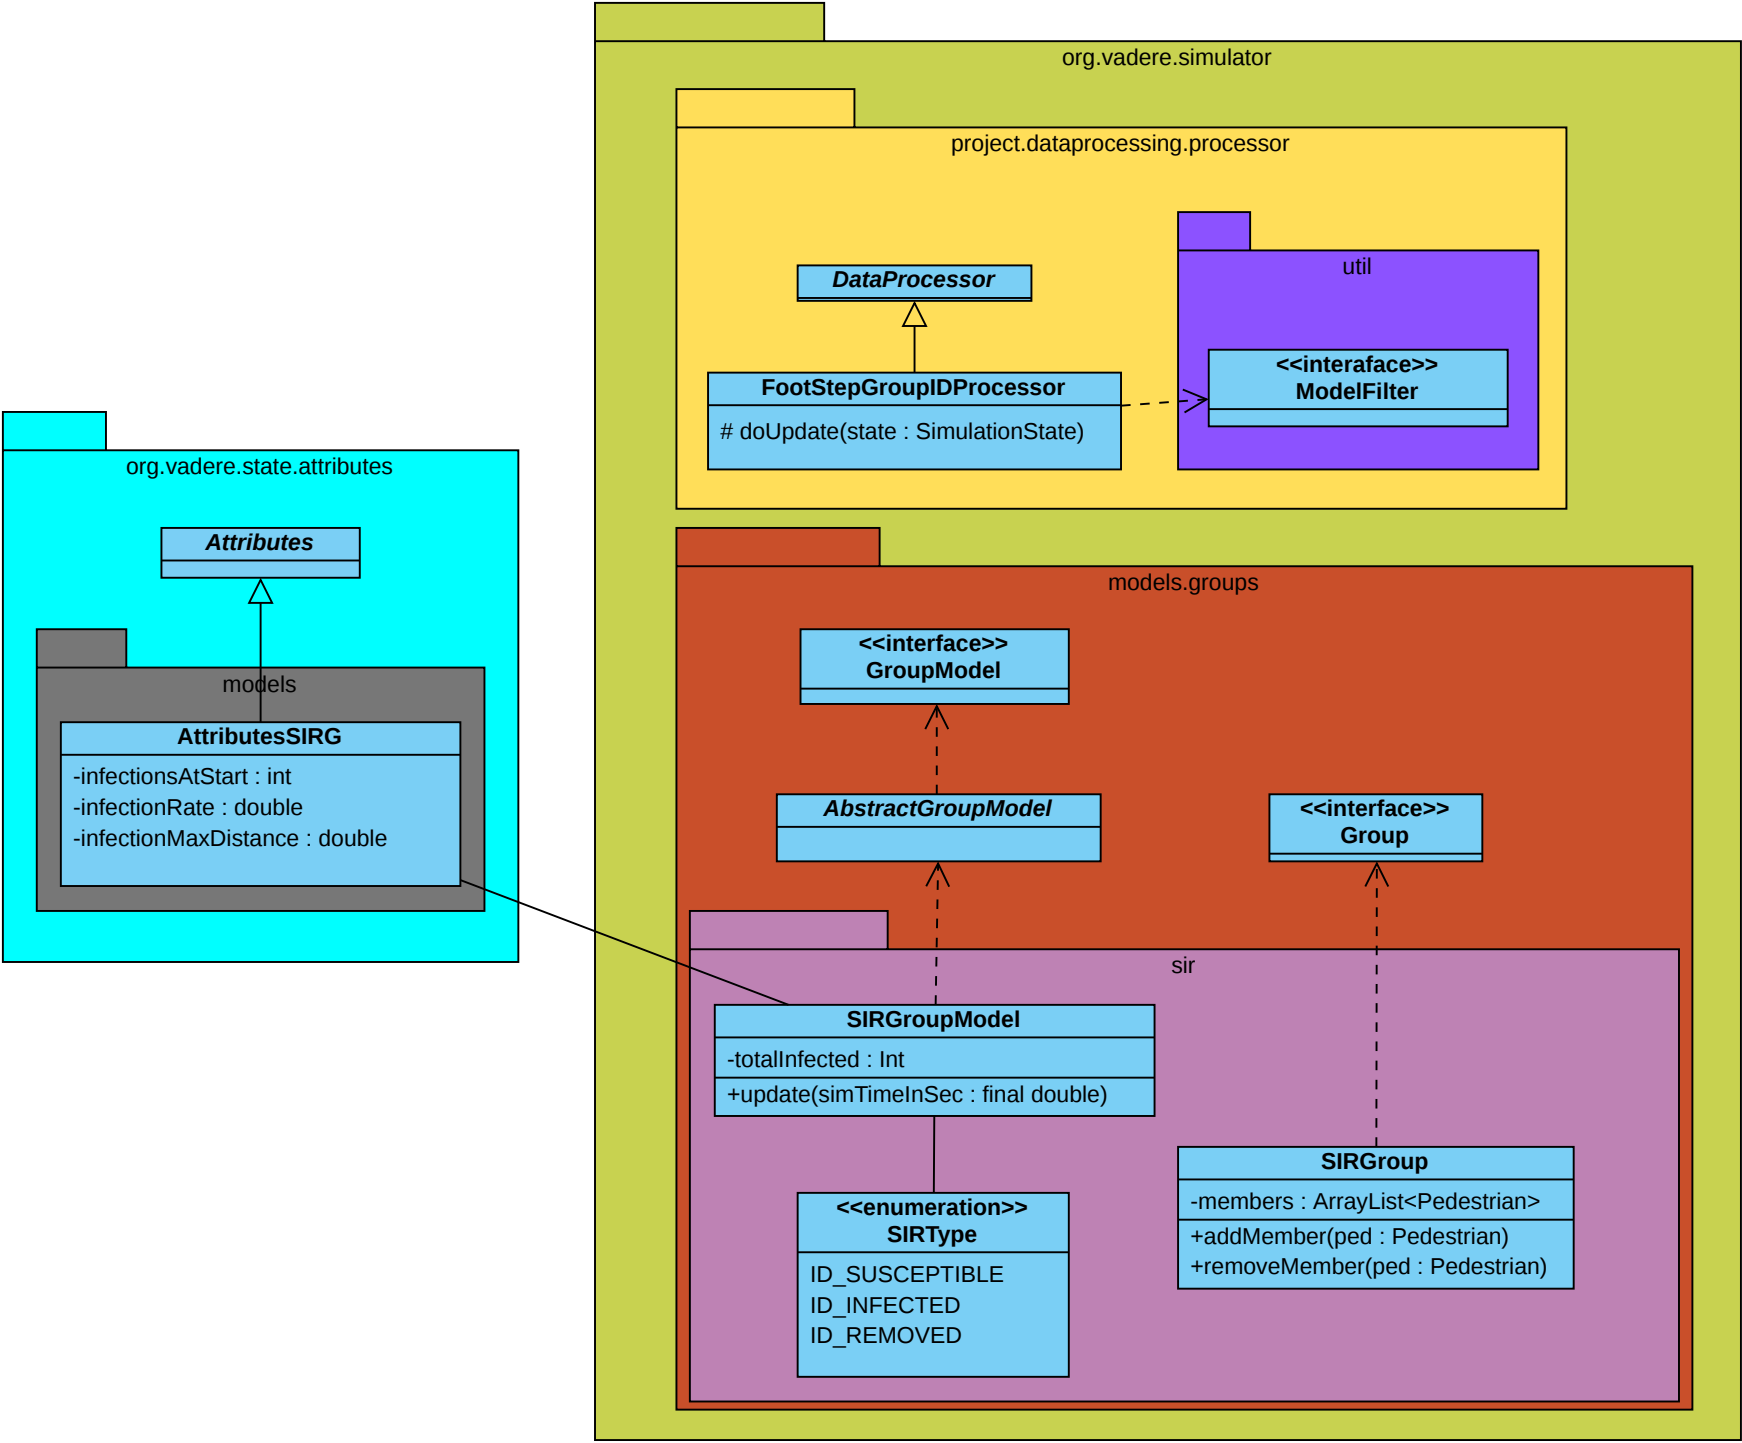 org.vadere.simulator
project.dataprocessing.processor
util
DataProcessor
<<interaface>>
ModelFilter
FootStepGroupIDProcessor
# doUpdate(state : SimulationState)
org.vadere.state.attributes
Attributes
models
AttributesSIRG
-infectionsAtStart : int
-infectionRate : double
-infectionMaxDistance : double
models.groups
<<interface>>
GroupModel
AbstractGroupModel
<<interface>>
Group
sir
SIRGroupModel
-totalInfected : Int
+update(simTimeInSec : final double)
<<enumeration>>
SIRType
ID_SUSCEPTIBLE
ID_INFECTED
ID_REMOVED
SIRGroup
-members : ArrayList<Pedestrian>
+addMember(ped : Pedestrian)
+removeMember(ped : Pedestrian)